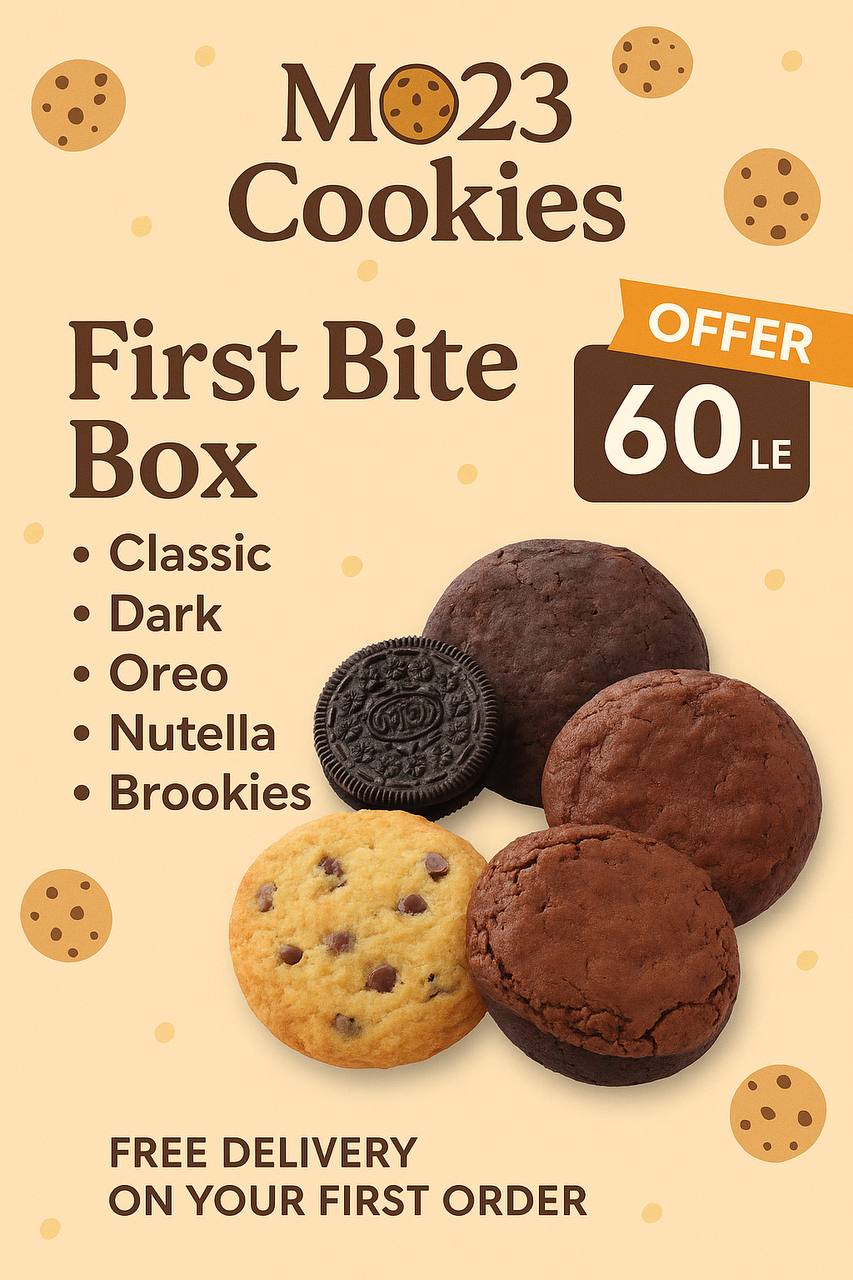 MO23
Cookies
First Bite
Box
OFFER
60 LE
• Classic
• Dark
• Oreo
• Nutella
• Brookies
FREE DELIVERY
ON YOUR FIRST ORDER